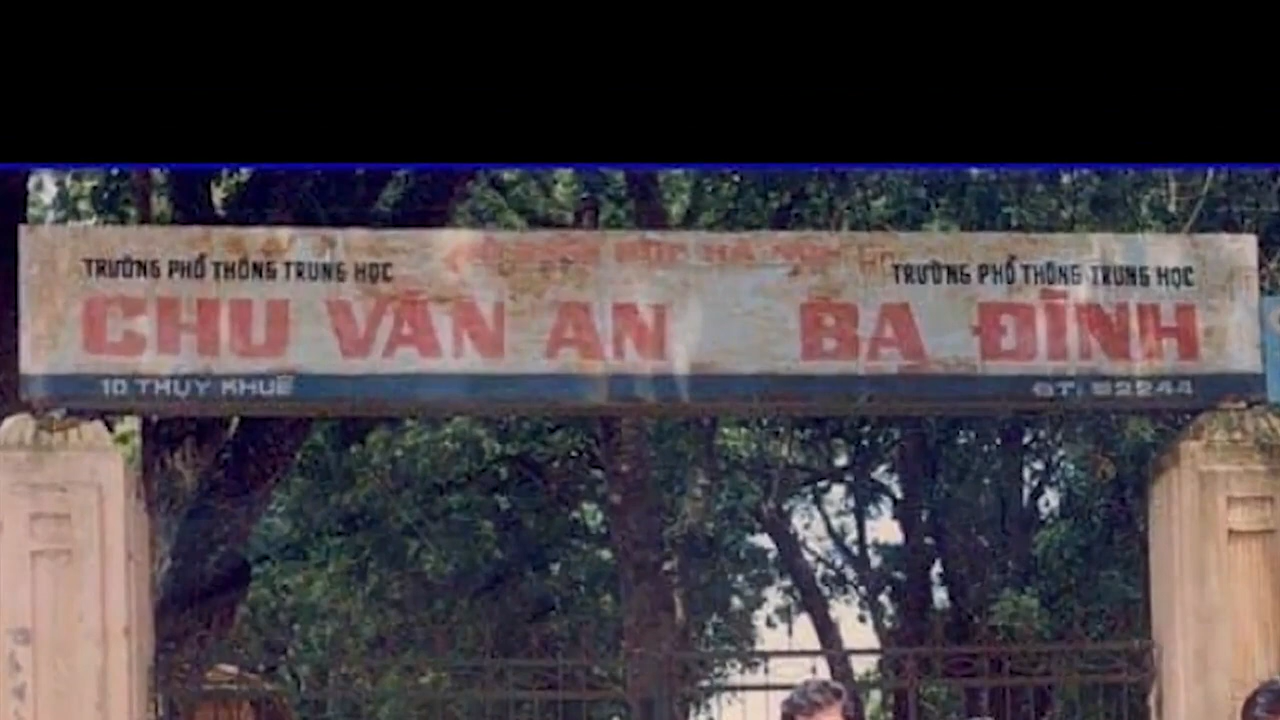 TRƯỜNG PHỔ THÔNG TRUNG HỌC
CHU VĂN AN
10 THỤY KHUÊ
TRƯỜNG PHỔ THÔNG TRUNG HỌC
BA ĐÌNH
ĐT: 52244